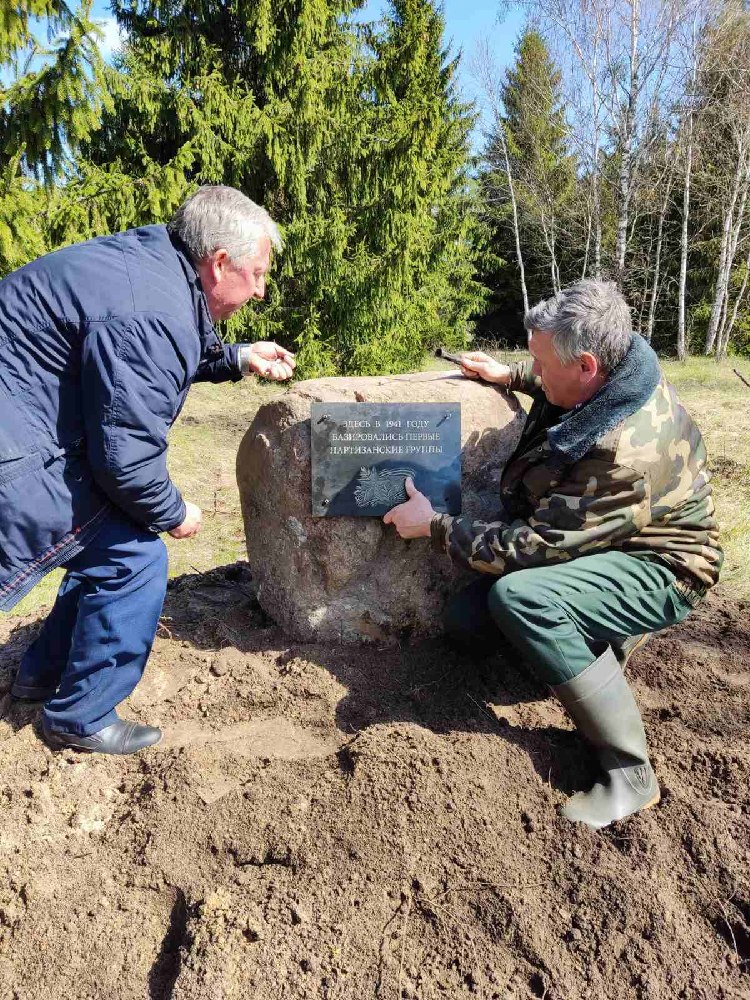 ЗДЕСЬ В 1941 ГОДУ
БАЗИРОВАЛИСЬ ПЕРВЫЕ
ПАРТИЗАНСКИЕ ГРУППЫ